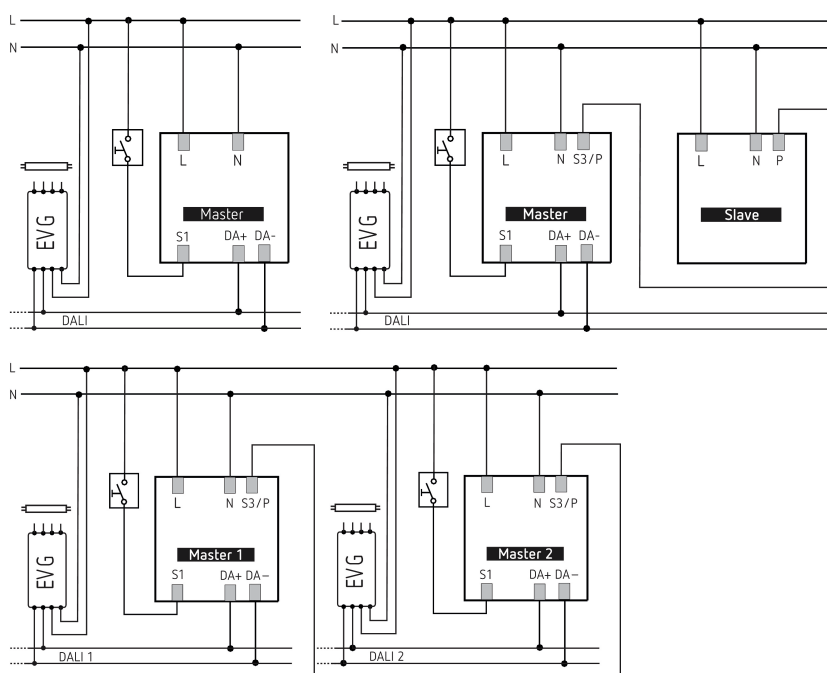 L
N
L N
Master
S1 DA+ DA-
EVG
DALI
L
N
L N S3/P
Master
S1 DA+ DA-
EVG
DALI
L N P
Slave
L
N
L N S3/P
Master 1
S1 DA+ DA-
EVG
DALI 1
L N S3/P
Master 2
S1 DA+ DA-
EVG
DALI 2